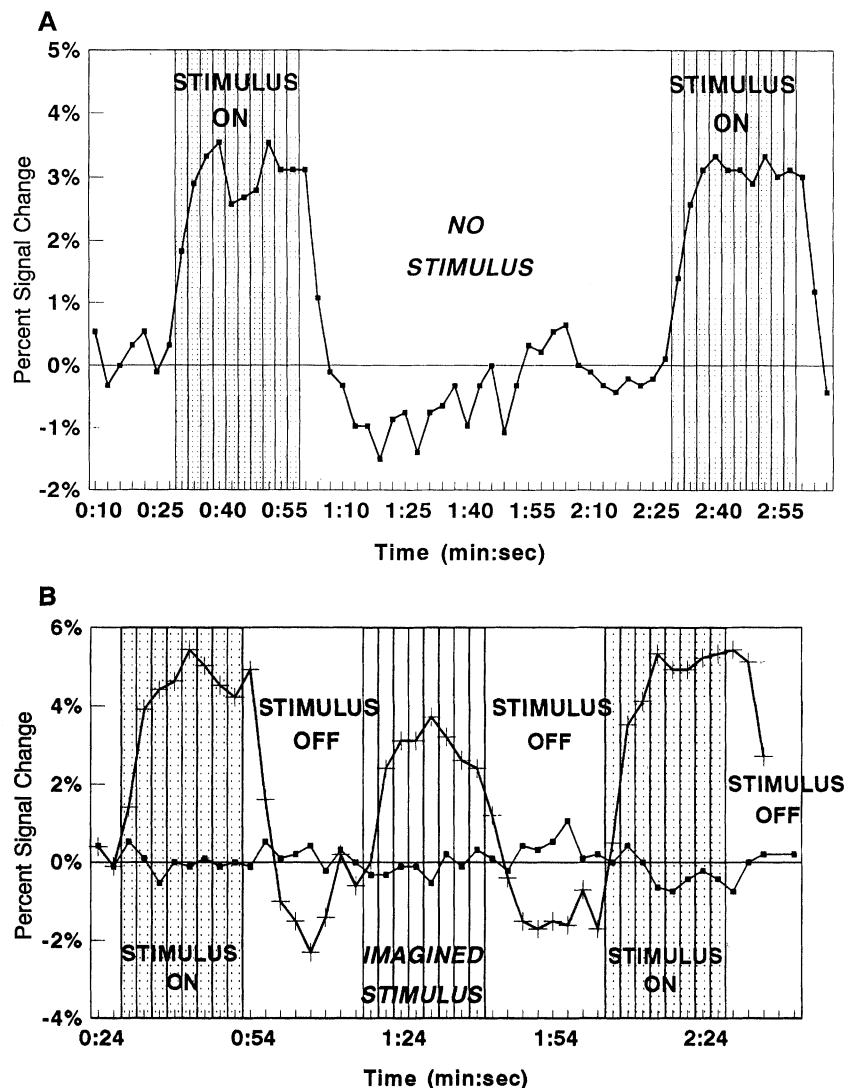 A
5%
STIMULUS
ON
STIMULUS
ON
4%
3%
2%
1%
0%
-1%
-2%
Percent Signal Change
NO
STIMULUS
0:10 0:25 0:40 0:55 1:10 1:25 1:40 1:55 2:10 2:25 2:40 2:55
Time (min:sec)
B
6%
4%
2%
0%
-2%
-4%
Percent Signal Change
STIMULUS
OFF
STIMULUS
OFF
STIMULUS
OFF
STIMULUS
ON
IMAGINED
STIMULUS
STIMULUS
ON
0:24 0:54 1:24 1:54 2:24
Time (min:sec)